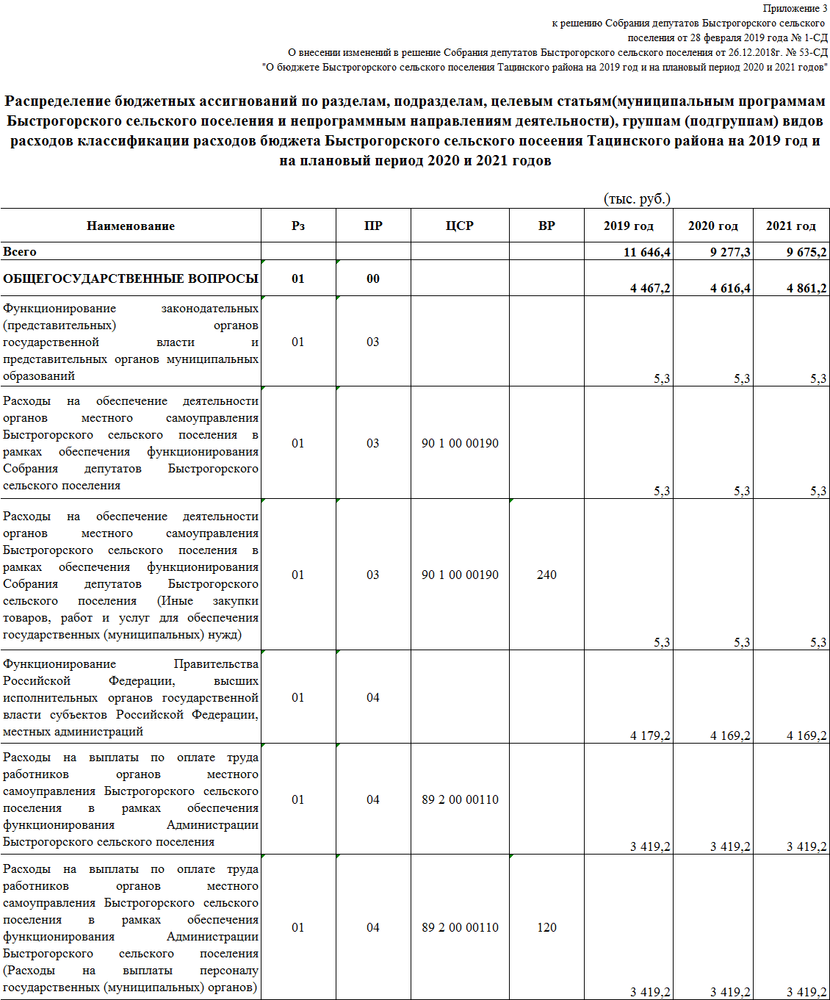 Приложение 3
к решению Собрания депутатов Быстрогорского сельского
поселения от 28 февраля 2019 года № 1-СД
О внесении изменений в решение Собрания депутатов Быстрогорского сельского поселения от 26.12.2018г. № 53-СД
"О бюджете Быстрогорского сельского поселения Тацинского района на 2019 год и на плановый период 2020 и 2021 годов"
Распределение бюджетных ассигнований по разделам, подразделам, целевым статьям(муниципальным программам
Быстрогорского сельского поселения и непрограммным направлениям деятельности), группам (подгруппам) видов
расходов классификации расходов бюджета Быстрогорского сельского посеения Тацинского района на 2019 год и
на плановый период 2020 и 2021 годов
(тыс. руб.)
Наименование Рз ПР ЦСР ВР 2019 год 2020 год 2021 год
Всего 11 646,4 9 277,3 9 675,2
ОБЩЕГОСУДАРСТВЕННЫЕ ВОПРОСЫ 01 00 4 467,2 4 616,4 4 861,2
Функционирование законодательных
(представительных) органов
государственной власти и
представительных органов муниципальных
образований
01 03 5,3 5,3 5,3
Расходы на обеспечение деятельности
органов местного самоуправления
Быстрогорского сельского поселения в
рамках обеспечения функционирования
Собрания депутатов Быстрогорского
сельского поселения
01 03 90 1 00 00190 5,3 5,3 5,3
Расходы на обеспечение деятельности
органов местного самоуправления
Быстрогорского сельского поселения в
рамках обеспечения функционирования
Собрания депутатов Быстрогорского
сельского поселения (Иные закупки
товаров, работ и услуг для обеспечения
государственных (муниципальных) нужд)
01 03 90 1 00 00190 240 5,3 5,3 5,3
Функционирование Правительства
Российской Федерации, высших
исполнительных органов государственной
власти субъектов Российской Федерации,
местных администраций
01 04 4 179,2 4 169,2 4 169,2
Расходы на выплаты по оплате труда
работников органов местного
самоуправления Быстрогорского сельского
поселения в рамках обеспечения
функционирования Администрации
Быстрогорского сельского поселения
01 04 89 2 00 00110 3 419,2 3 419,2 3 419,2
Расходы на выплаты по оплате труда
работников органов местного
самоуправления Быстрогорского сельского
поселения в рамках обеспечения
функционирования Администрации
Быстрогорского сельского поселения
(Расходы на выплаты персоналу
государственных (муниципальных) органов)
01 04 89 2 00 00110 120 3 419,2 3 419,2 3 419,2